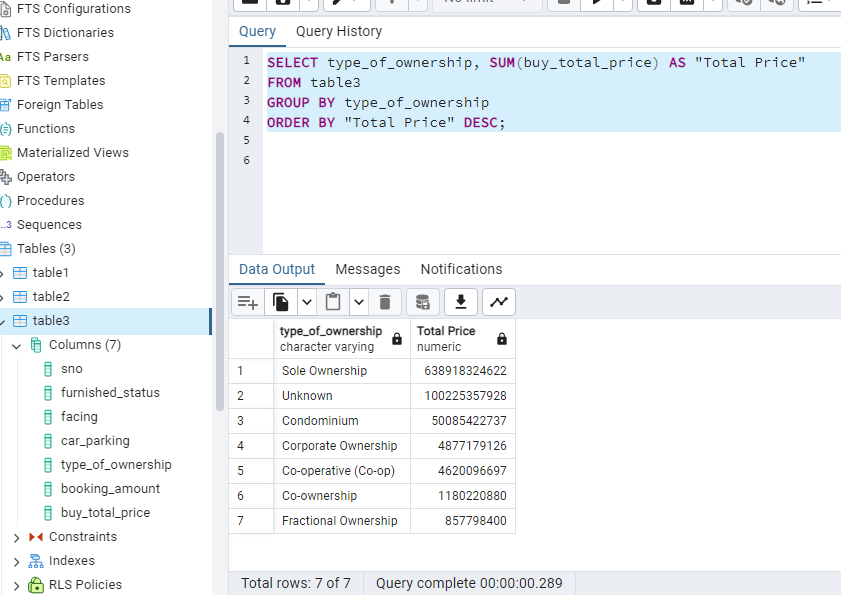 FTS Configurations
FTS Dictionaries
Aa FTS Parsers
FTS Templates
Foreign Tables
Functions
Materialized Views
Operators
Procedures
..3 Sequences
Tables (3)
table1
table2
table3
Columns (7)
sno
furnished_status
facing
car_parking
type_of_ownership
booking_amount
buy_total_price
Constraints
Indexes
RLS Policies
Query Query History
1 SELECT type_of_ownership, SUM(buy_total_price) AS "Total Price"
2 FROM table3
3 GROUP BY type_of_ownership
4 ORDER BY "Total Price" DESC;
5
6
Data Output Messages Notifications
type_of_ownership Total Price
character varying numeric
1 Sole Ownership 638918324622
2 Unknown 100225357928
3 Condominium 50085422737
4 Corporate Ownership 4877179126
5 Co-operative (Co-op) 4620096697
6 Co-ownership 1180220880
7 Fractional Ownership 857798400
Total rows: 7 of 7 Query complete 00:00:00.289